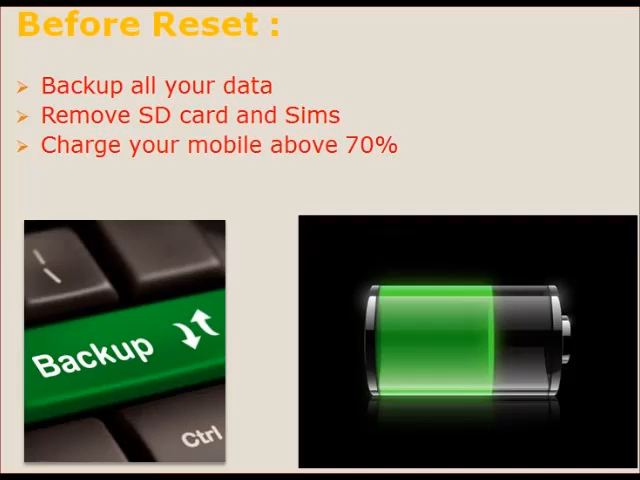 Before Reset :
Backup all your data
Remove SD card and Sims
Charge your mobile above 70%
Backup
Ctrl